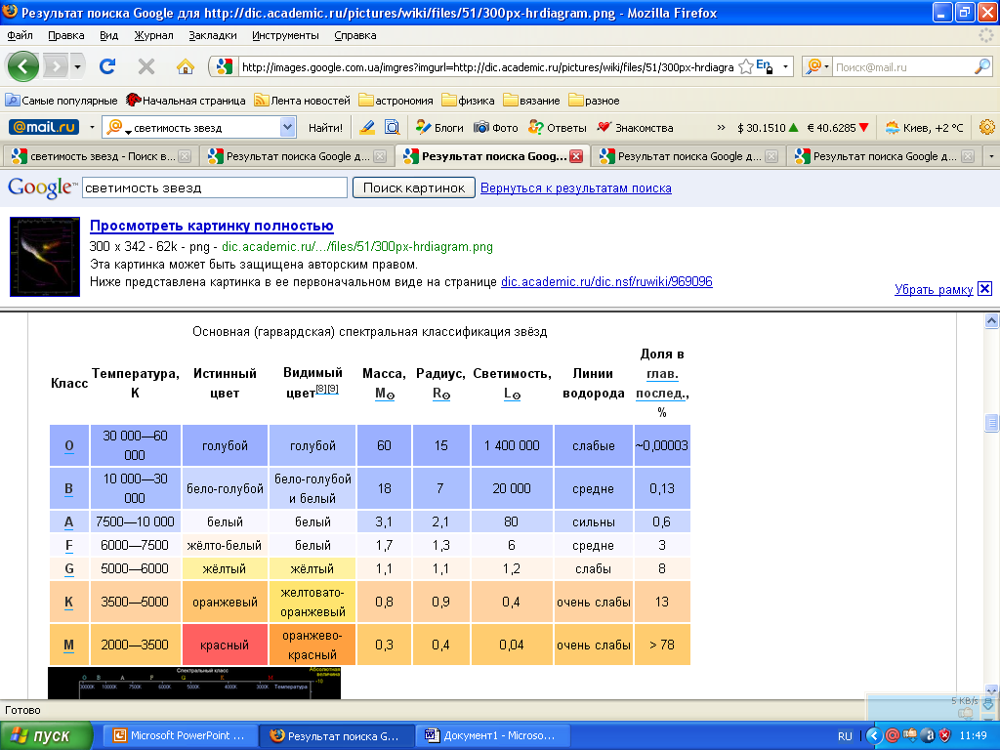 Результат поиска Google для http://dic.academic.ru/pictures/wiki/files/51/300px-hrdiagram.png - Mozilla Firefox
Файл Правка Вид Журнал Закладки Инструменты Справка
http://images.google.com.ua/imgres?imgurl=http://dic.academic.ru/pictures/wiki/files/51/300px-hrdiagra En Поиск@mail.ru
Самые популярные Начальная страница Лента новостей астрономия физика вязание разное
@mail.ru светимость звезд Найти! Блоги Фото Ответы Знакомства » $ 30.1510 € 40.6285 Киев, +2 °C
светимость звезд - Поиск в... Результат поиска Google д... Результат поиска Goog... Результат поиска Google д... Результат поиска Google д...
Google™ светимость звезд Поиск картинок Вернуться к результатам поиска
Просмотреть картинку полностью
300 x 342 - 62k - png - dic.academic.ru/.../files/51/300px-hrdiagram.png
Эта картинка может быть защищена авторским правом.
Ниже представлена картинка в ее первоначальном виде на странице dic.academic.ru/dic.nsf/ruwiki/969096
Убрать рамку
Основная (гарвардская) спектральная классификация звёзд
Класс Температура, K Истинный цвет Видимый цвет[8][9] Масса, M☉ Радиус, R☉ Светимость, L☉ Линии водорода Доля в глав. послед., %
O 30 000—60 000 голубой голубой 60 15 1 400 000 слабые ~0,00003
B 10 000—30 000 бело-голубой бело-голубой и белый 18 7 20 000 средне 0,13
A 7500—10 000 белый белый 3,1 2,1 80 сильны 0,6
F 6000—7500 жёлто-белый белый 1,7 1,3 6 средне 3
G 5000—6000 жёлтый жёлтый 1,1 1,1 1,2 слабы 8
K 3500—5000 оранжевый желтовато-оранжевый 0,8 0,9 0,4 очень слабы 13
M 2000—3500 красный оранжево-красный 0,3 0,4 0,04 очень слабы > 78
Спектральный класс Абсолютная величина
O B A F G K M -10
30000K 10000K 7500K 6000K 5000K 4000K 3000K Температура
Готово
5 КВ/s
пуск Microsoft PowerPoint ... Результат поиска G... Документ1 - Microso... RU 11:49